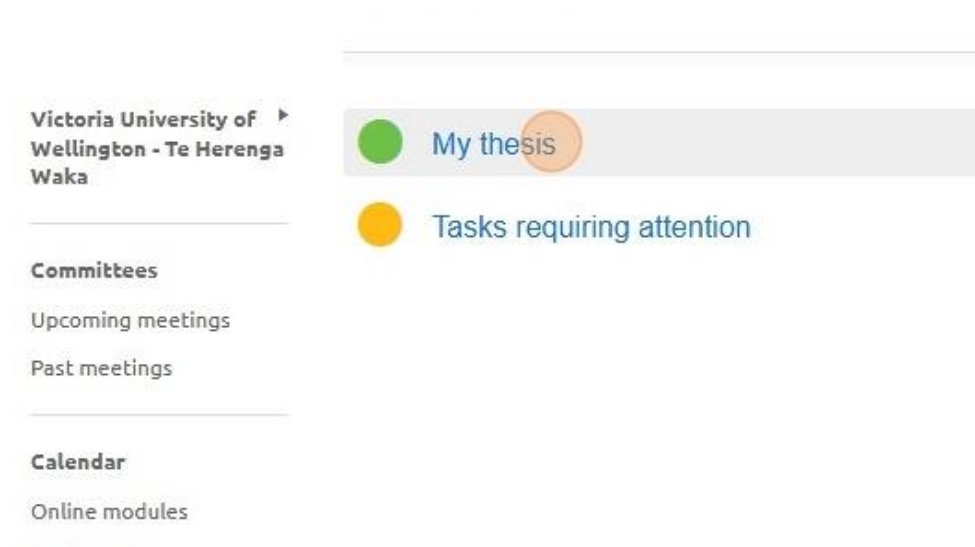 Victoria University of
Wellington - Te Herenga
Waka
Committees
Upcoming meetings
Past meetings
Calendar
Online modules
My thesis
Tasks requiring attention